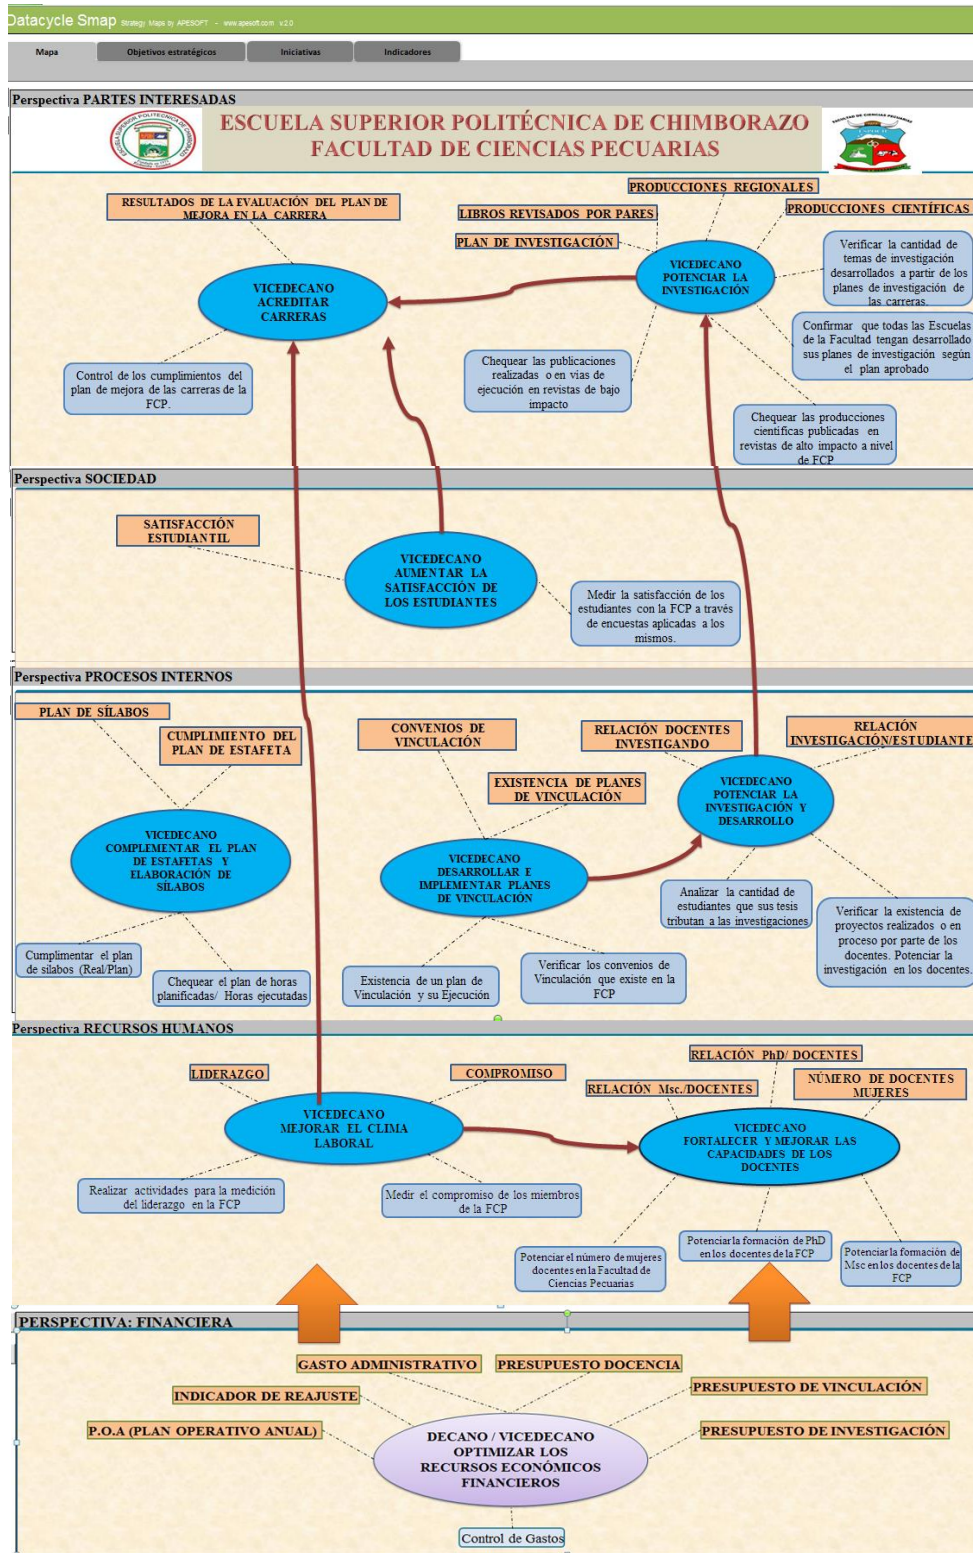 Datacycle Smap Strategy Maps by APESOFT - www.apesoft.com v.2.0
Mapa
Objetivos estratégicos
Iniciativas
Indicadores
Perspectiva PARTES INTERESADAS
ESCUELA SUPERIOR POLITÉCNICA DE CHIMBORAZO
FACULTAD DE CIENCIAS PECUARIAS
RESULTADOS DE LA EVALUACIÓN DEL PLAN DE
MEJORA EN LA CARRERA
PRODUCCIONES REGIONALES
LIBROS REVISADOS POR PARES
PRODUCCIONES CIENTÍFICAS
PLAN DE INVESTIGACIÓN
VICEDECANO
ACREDITAR
CARRERAS
VICEDECANO
POTENCIAR LA
INVESTIGACIÓN
Verificar la cantidad de
temas de investigación
desarrollados a partir de los
planes de investigación de
las carreras.
Confirmar que todas las Escuelas
de la Facultad tengan desarrollado
sus planes de investigación según
el plan aprobado
Control de los cumplimientos del
plan de mejora de las carreras de la
FCP.
Chequear las publicaciones
realizadas o en vías de
ejecución en revistas de bajo
impacto
Chequear las producciones
científicas publicadas en
revistas de alto impacto a nivel
de FCP
Perspectiva SOCIEDAD
SATISFACCIÓN
ESTUDIANTIL
VICEDECANO
AUMENTAR LA
SATISFACCIÓN DE
LOS ESTUDIANTES
Medir la satisfacción de los
estudiantes con la FCP a través
de encuestas aplicadas a los
mismos.
Perspectiva PROCESOS INTERNOS
PLAN DE SÍLABOS
CUMPLIMIENTO DEL
PLAN DE ESTAFETA
CONVENIOS DE
VINCULACIÓN
RELACIÓN DOCENTES
INVESTIGANDO
RELACIÓN
INVESTIGACIÓN/ESTUDIANTE
EXISTENCIA DE PLANES
DE VINCULACIÓN
VICEDECANO
POTENCIAR LA
INVESTIGACIÓN Y
DESARROLLO
VICEDECANO
COMPLEMENTAR EL PLAN
DE ESTAFETAS Y
ELABORACIÓN DE
SÍLABOS
VICEDECANO
DESARROLLAR E
IMPLEMENTAR PLANES
DE VINCULACIÓN
Analizar la cantidad de
estudiantes que sus tesis
tributan a las investigaciones
Verificar la existencia de
proyectos realizados o en
proceso por parte de los
docentes. Potenciar la
investigación en los docentes.
Cumplimentar el plan
de silabos (Real/Plan)
Chequear el plan de horas
planificadas/ Horas ejecutadas
Existencia de un plan de
Vinculación y su Ejecución
Verificar los convenios de
Vinculación que existe en la
FCP
Perspectiva RECURSOS HUMANOS
LIDERAZGO
COMPROMISO
RELACIÓN PhD/ DOCENTES
RELACIÓN Msc./DOCENTES
NÚMERO DE DOCENTES
MUJERES
VICEDECANO
MEJORAR EL CLIMA
LABORAL
VICEDECANO
FORTALECER Y MEJORAR LAS
CAPACIDADES DE LOS
DOCENTES
Realizar actividades para la medición
del liderazgo en la FCP
Medir el compromiso de los miembros
de la FCP
Potenciar el número de mujeres
docentes en la Facultad de
Ciencias Pecuarias
Potenciar la formación de PhD
en los docentes de la FCP
Potenciar la formación de
Msc en los docentes de la
FCP
PERSPECTIVA: FINANCIERA
GASTO ADMINISTRATIVO
PRESUPUESTO DOCENCIA
INDICADOR DE REAJUSTE
PRESUPUESTO DE VINCULACIÓN
P.O.A (PLAN OPERATIVO ANUAL)
PRESUPUESTO DE INVESTIGACIÓN
DECANO / VICEDECANO
OPTIMIZAR LOS
RECURSOS ECONÓMICOS
FINANCIEROS
Control de Gastos